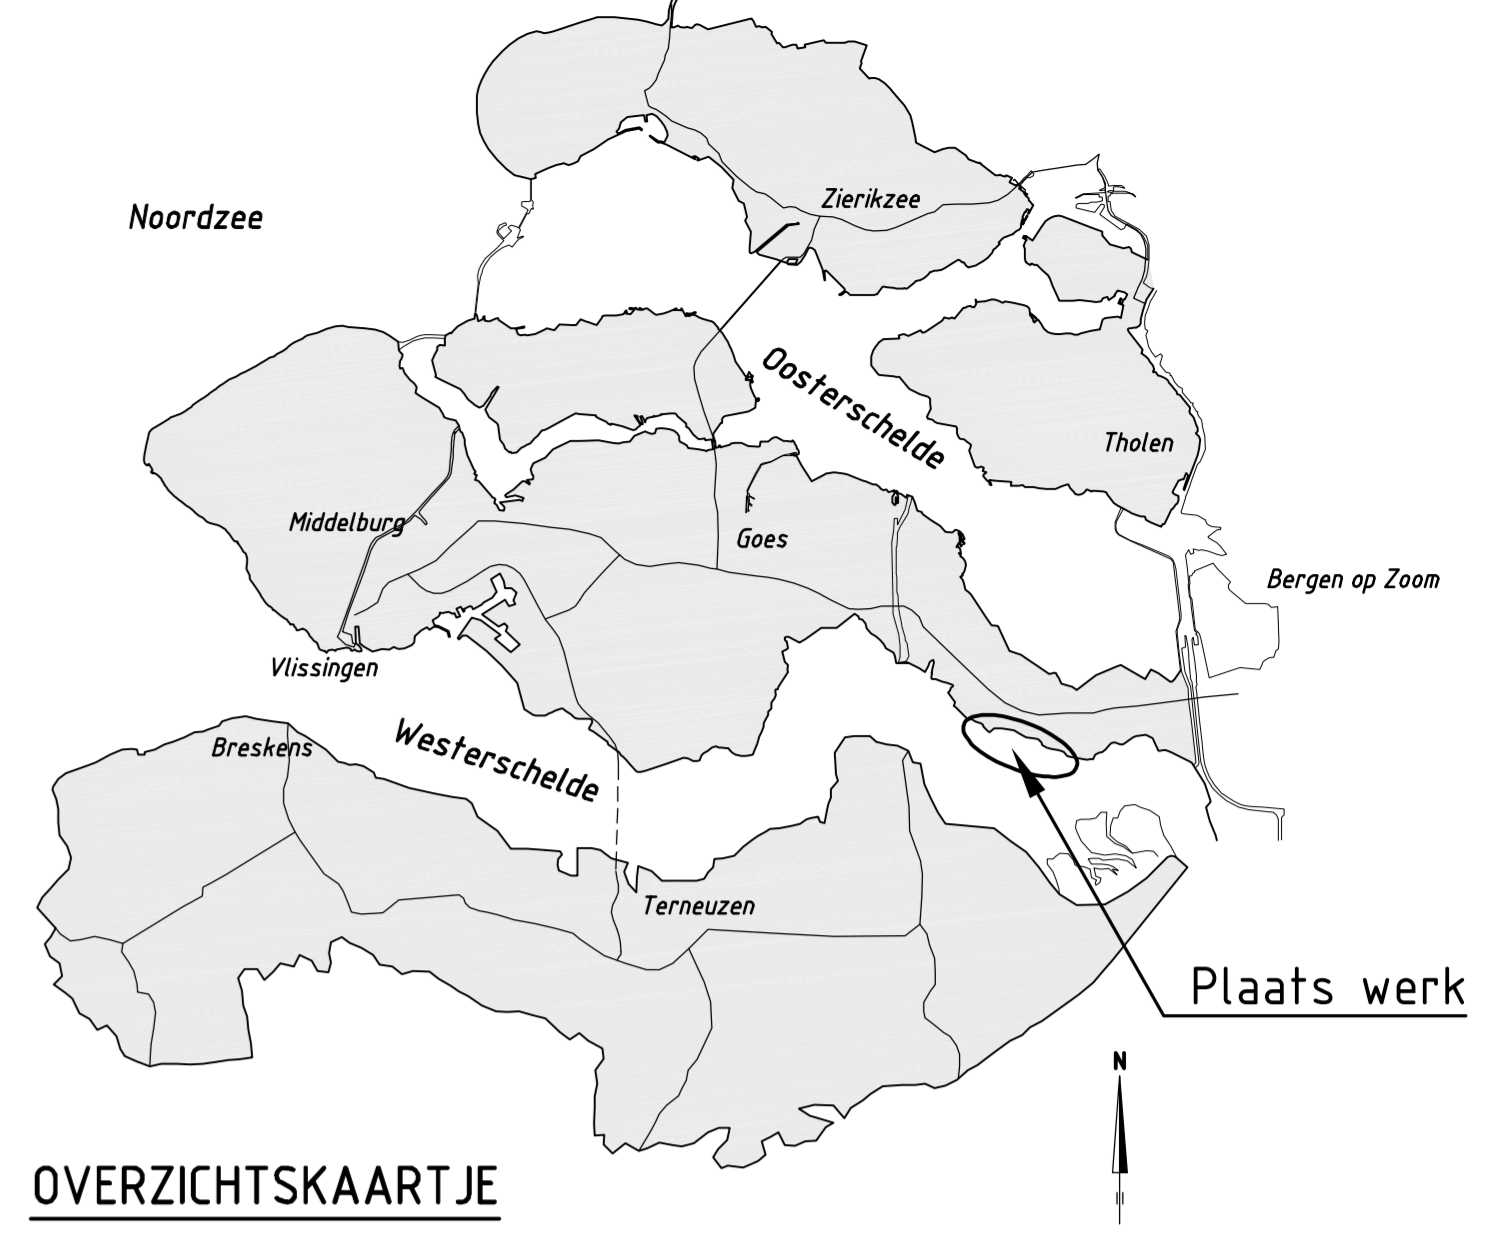 Zierikzee
Noordzee
Oosterschelde
Tholen
Middelburg
Goes
Bergen op Zoom
Vlissingen
Westerschelde
Breskens
Terneuzen
Plaats werk
N
OVERZICHTSKAARTJE